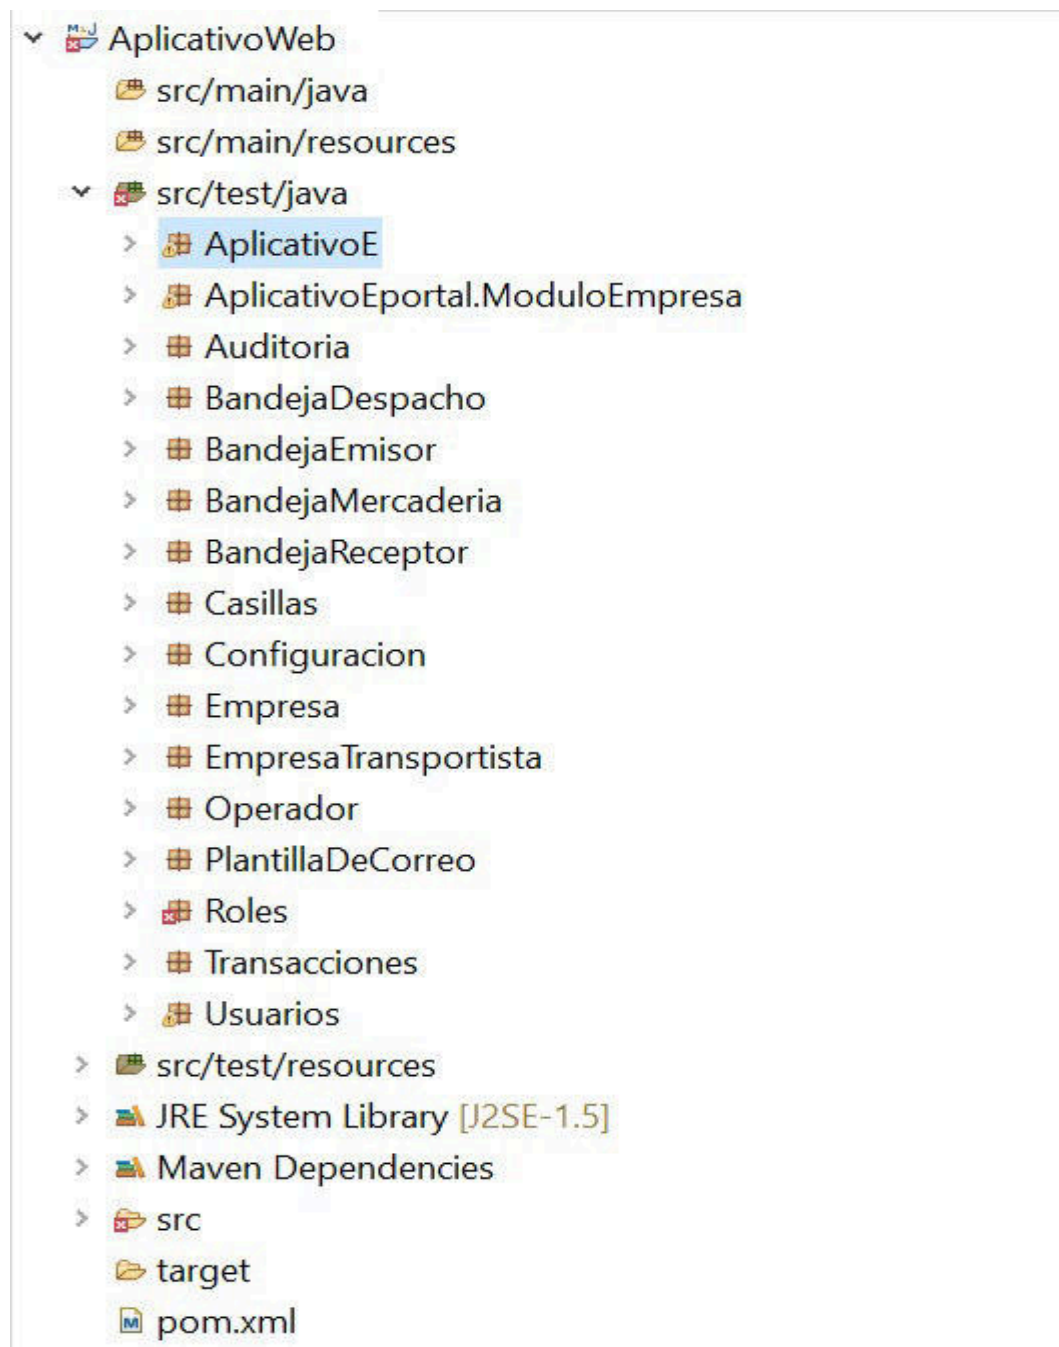 AplicativoWeb
src/main/java
src/main/resources
src/test/java
AplicativoE
AplicativoEportal.ModuloEmpresa
Auditoria
BandejaDespacho
BandejaEmisor
BandejaMercaderia
BandejaReceptor
Casillas
Configuracion
Empresa
EmpresaTransportista
Operador
PlantillaDeCorreo
Roles
Transacciones
Usuarios
src/test/resources
JRE System Library [J2SE-1.5]
Maven Dependencies
src
target
pom.xml